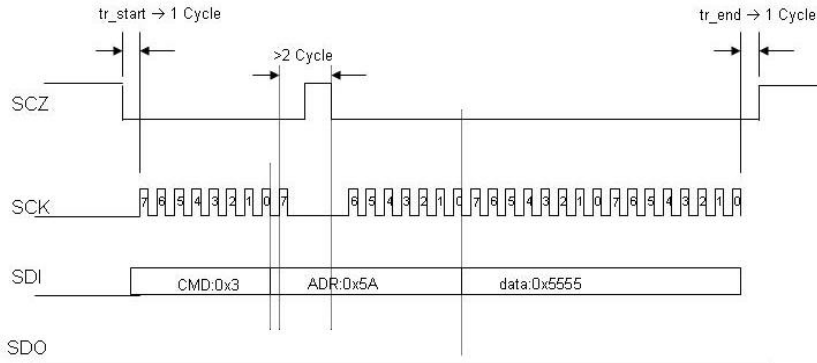 tr_start → 1 Cycle
tr_end → 1 Cycle
>2 Cycle
SCZ
SCK
7 6 5 4 3 2 1 0 7 6 5 4 3 2 1 0 7 6 5 4 3 2 1 0 7 6 5 4 3 2 1 0
SDI
CMD:0x3
ADR:0x5A
data:0x5555
SDO